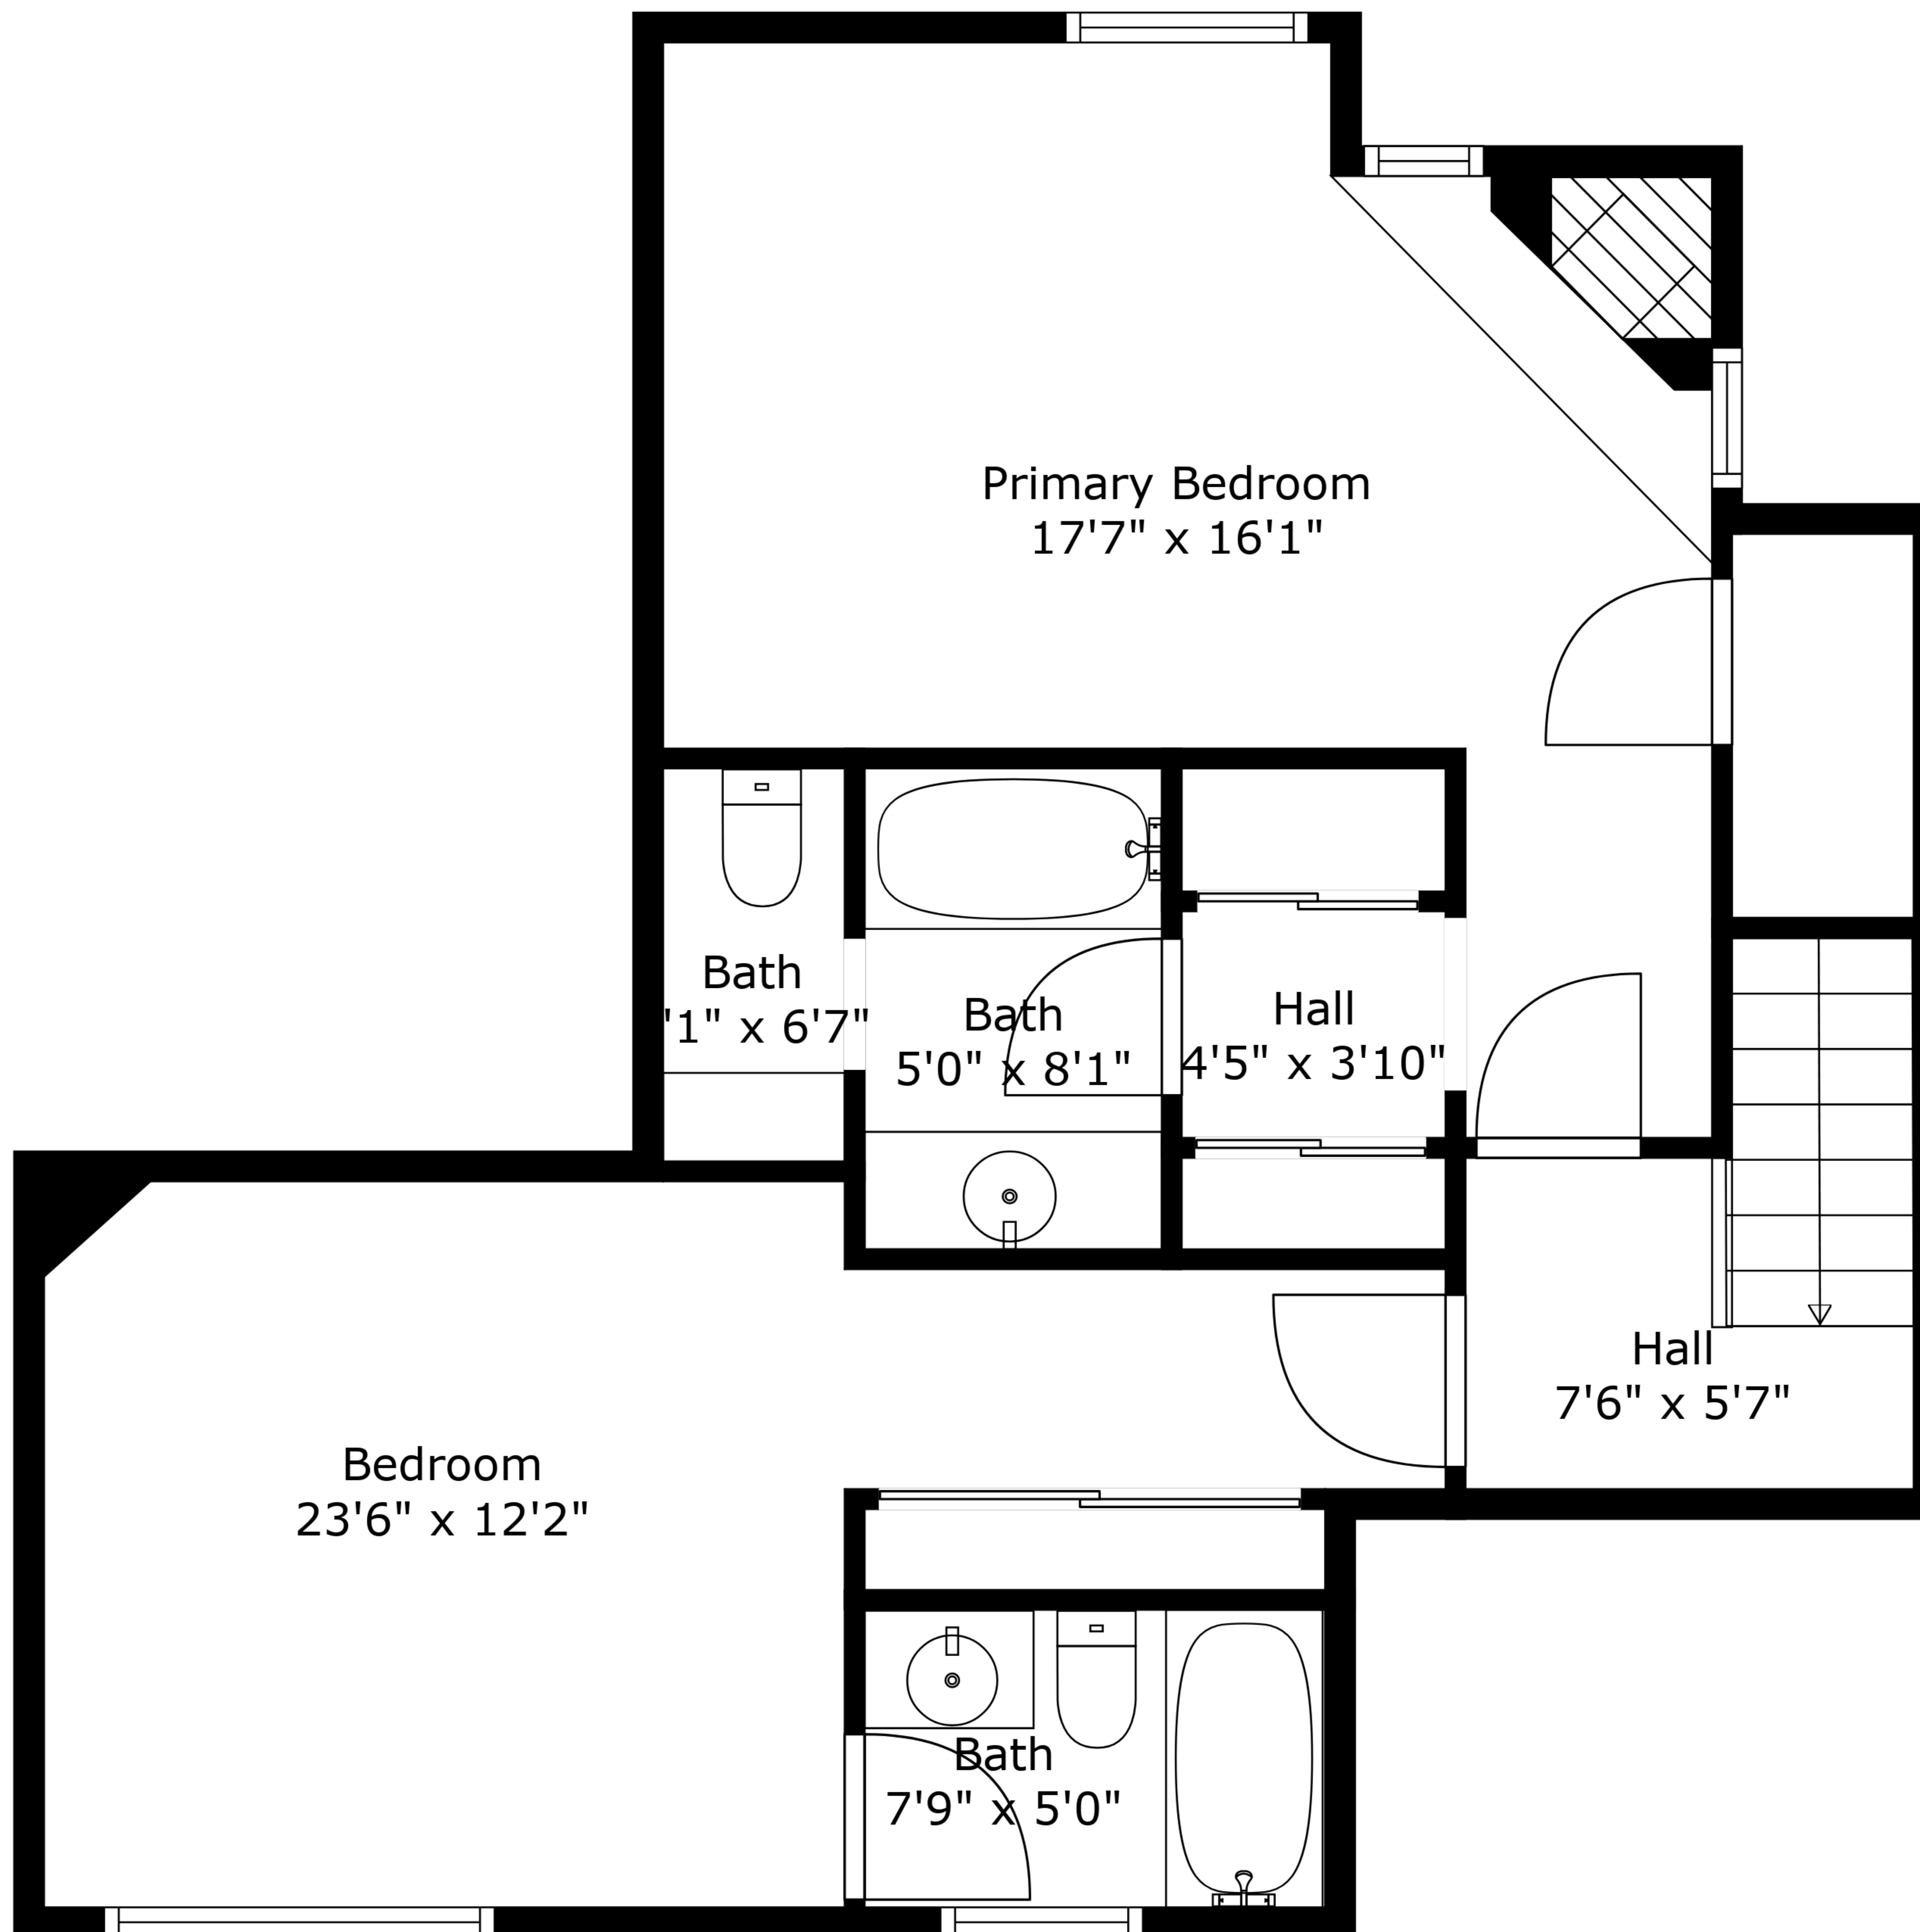 Primary Bedroom
17'7" x 16'1"
Bath
'1" x 6'7"
Bath
5'0" x 8'1"
Hall
4'5" x 3'10"
Hall
7'6" x 5'7"
Bedroom
23'6" x 12'2"
Bath
7'9" x 5'0"